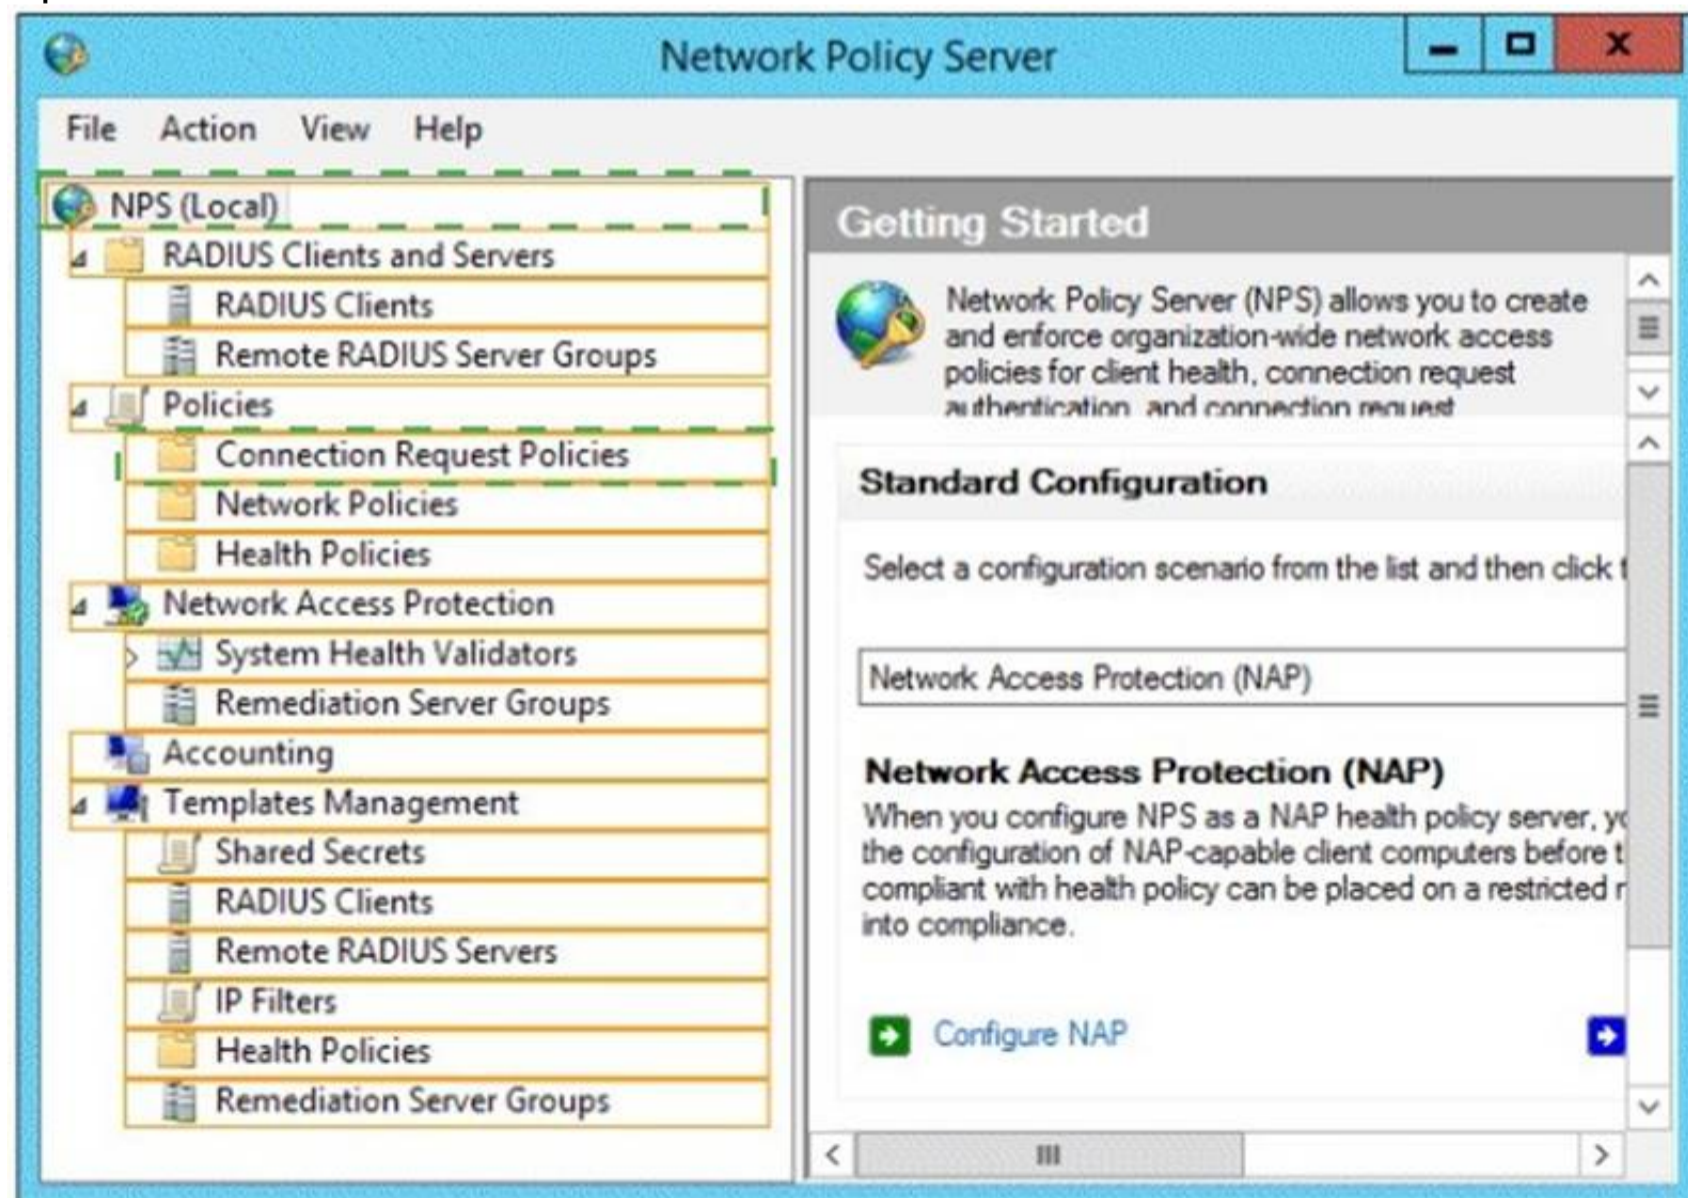 Network Policy Server
File Action View Help
NPS (Local)
RADIUS Clients and Servers
RADIUS Clients
Remote RADIUS Server Groups
Policies
Connection Request Policies
Network Policies
Health Policies
Network Access Protection
System Health Validators
Remediation Server Groups
Accounting
Templates Management
Shared Secrets
RADIUS Clients
Remote RADIUS Servers
IP Filters
Health Policies
Remediation Server Groups
Getting Started
Network Policy Server (NPS) allows you to create
and enforce organization-wide network access
policies for client health, connection request
authentication, and connection request
Standard Configuration
Select a configuration scenario from the list and then click t
Network Access Protection (NAP)
Network Access Protection (NAP)
When you configure NPS as a NAP health policy server, yo
the configuration of NAP-capable client computers before t
compliant with health policy can be placed on a restricted r
into compliance.
Configure NAP